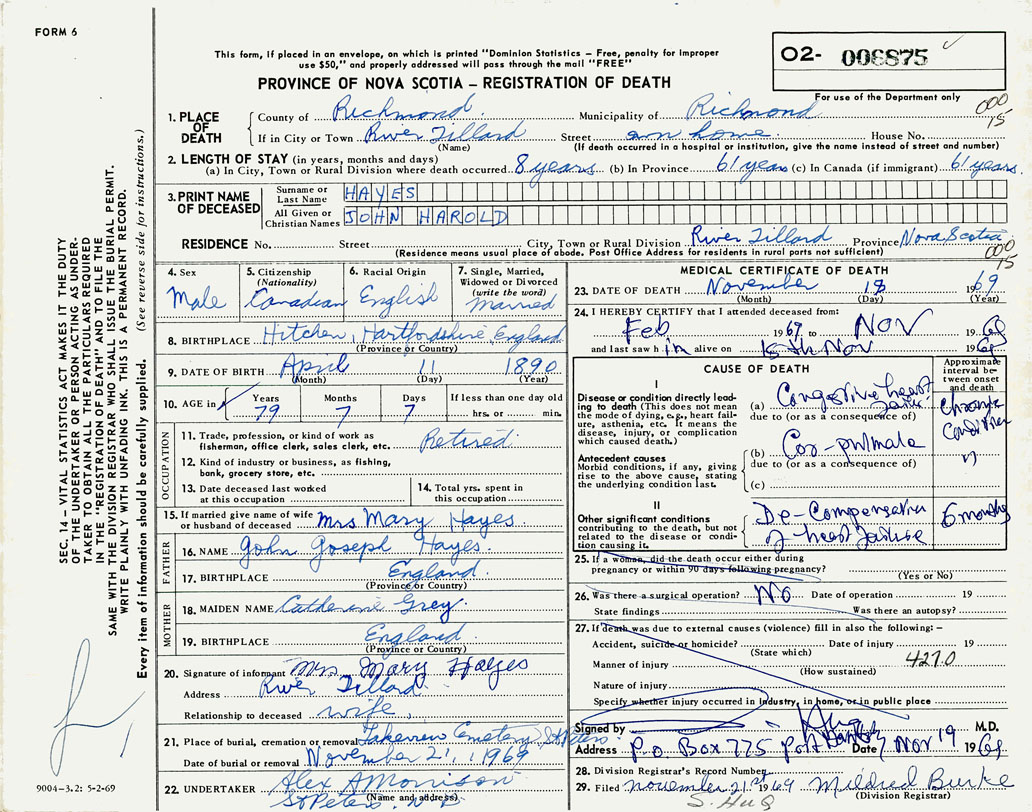 FORM 6
This form, if placed in an envelope, on which is printed "Dominion Statistics – Free, penalty for improper
use $50," and properly addressed will pass through the mail "FREE"
PROVINCE OF NOVA SCOTIA – REGISTRATION OF DEATH
O2- 006875
For use of the Department only
000
15
1. PLACE OF DEATH
County of Richmond Municipality of Richmond
If in City or Town River Tillard Street own home House No.
(Name) (If death occurred in a hospital or institution, give the name instead of street and number)
2. LENGTH OF STAY (in years, months and days)
(a) In City, Town or Rural Division where death occurred 8 years (b) In Province 61 years (c) In Canada (if immigrant) 61 years.
3. PRINT NAME OF DECEASED
Surname or Last Name HAYES
All Given or Christian Names JOHN HAROLD
RESIDENCE No. Street City, Town or Rural Division River Tillard Province Nova Scotia
(Residence means usual place of abode. Post Office Address for residents in rural parts not sufficient)
000
15
4. Sex Male
5. Citizenship (Nationality) Canadian
6. Racial Origin English
7. Single, Married, Widowed or Divorced (write the word) Married
8. BIRTHPLACE Hitchen, Hartfordshire, England
(Province or Country)
9. DATE OF BIRTH April 11 1890
(Month) (Day) (Year)
10. AGE in Years Months Days If less than one day old
79 7 7 hrs. or min.
OCCUPATION
11. Trade, profession, or kind of work as
fisherman, office clerk, sales clerk, etc. Retired.
12. Kind of industry or business, as fishing,
bank, grocery store, etc.
13. Date deceased last worked
at this occupation
14. Total yrs. spent in
this occupation
15. If married give name of wife
or husband of deceased Mrs Mary Hayes
FATHER
16. NAME John Joseph Hayes.
17. BIRTHPLACE England.
(Province or Country)
MOTHER
18. MAIDEN NAME Catherine Grey.
19. BIRTHPLACE England
(Province or Country)
20. Signature of informant Mrs. Mary Hayes
Address River Tillard.
Relationship to deceased wife.
21. Place of burial, cremation or removal Lakeview Cemetery St Peters
Date of burial or removal November 21, 1969
22. UNDERTAKER Alex A Morrison
(Name and address)
St Peters,
MEDICAL CERTIFICATE OF DEATH
23. DATE OF DEATH November 18 1969
(Month) (Day) (Year)
24. I HEREBY CERTIFY that I attended deceased from:
Feb 1969 to Nov 1969
and last saw him alive on 15th Nov 1969
CAUSE OF DEATH
Approximate interval between onset and death
I
Disease or condition directly leading to death (This does not mean the mode of dying, e.g., heart failure, asthenia, etc. It means the disease, injury, or complication which caused death.)
(a) Congestive heart
due to (or as a consequence of)
Chronic condition
Antecedent causes
Morbid conditions, if any, giving rise to the above cause, stating the underlying condition last.
(b) Cor-pulmale
due to (or as a consequence of)
"
(c)
II
Other significant conditions
contributing to the death, but not related to the disease or condition causing it.
De-Compensation
of heart failure
6 months
25. If a woman, did the death occur either during
pregnancy or within 90 days following pregnancy?
(Yes or No)
26. Was there a surgical operation? No Date of operation 19
State findings Was there an autopsy?
27. If death was due to external causes (violence) fill in also the following:–
Accident, suicide or homicide? Date of injury 19
(State which)
Manner of injury 4270
(How sustained)
Nature of injury
Specify whether injury occurred in Industry, in home, or in public place
Signed by M.D.
Address P.O. Box 775 Port Date Nov 19 1969
28. Division Registrar's Record Number
29. Filed November 21st 1969 Mildred Burke
(Division Registrar)
S. Huq
SEC. 14 – VITAL STATISTICS ACT MAKES IT THE DUTY
OF THE UNDERTAKER OR PERSON ACTING AS UNDER-
TAKER TO OBTAIN ALL THE PARTICULARS REQUIRED
IN THE "REGISTRATION OF DEATH" AND TO FILE THE
SAME WITH THE DIVISION REGISTRAR WHO SHALL ISSUE THE BURIAL PERMIT.
WRITE PLAINLY WITH UNFADING INK. THIS IS A PERMANENT RECORD.
Every item of information should be carefully supplied. (See reverse side for instructions.)
9004-3.2: 5-2-69